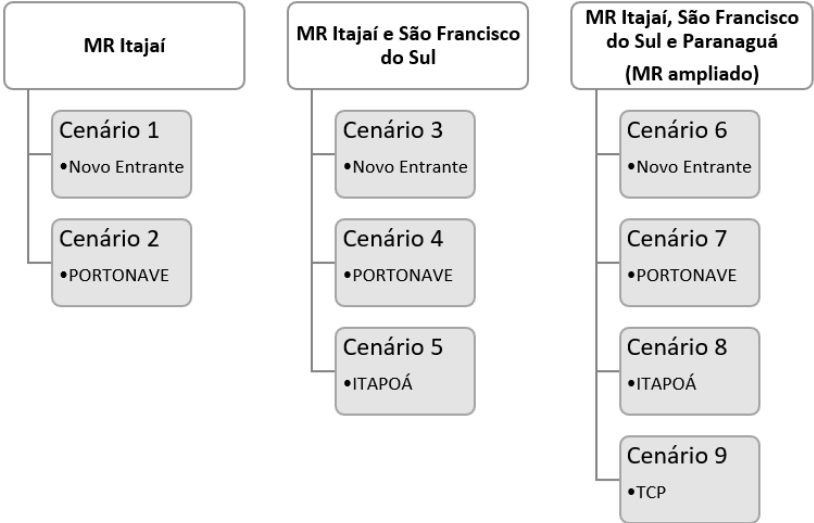 MR Itajaí
Cenário 1
•Novo Entrante
Cenário 2
•PORTONAVE
MR Itajaí e São Francisco
do Sul
Cenário 3
•Novo Entrante
Cenário 4
•PORTONAVE
Cenário 5
•ITAPOÁ
MR Itajaí, São Francisco
do Sul e Paranaguá
(MR ampliado)
Cenário 6
•Novo Entrante
Cenário 7
•PORTONAVE
Cenário 8
•ITAPOÁ
Cenário 9
•TCP